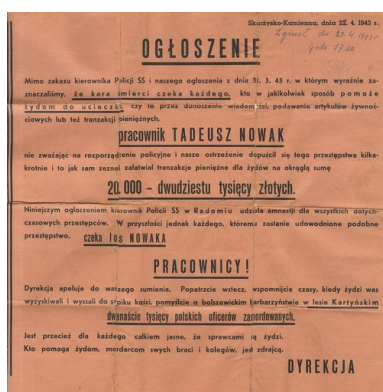 Skarżysko-Kamienna, dnia 22. 4. 1943 r.
OGŁOSZENIE
Mimo zakazu kierownika Policji SS i naszego ogłoszenia z dnia 31. 3. 43 r. w którym wyraźnie za-
znaczaliśmy, że kara śmierci czeka każdego, kto w jakikolwiek sposób pomoże
żydom do ucieczki, czy to przez donoszenie wiadomości, podawanie artykułów żywnoś-
ciowych lub też tranzakcji pieniężnych,
pracownik TADEUSZ NOWAK
nie zważając na rozporządzenie policyjne i nasze ostrzeżenie dopuścił się tego przestępstwa kilka-
krotnie i to jak sam zeznał załatwiał tranzakcje pieniężne dla żydów na okrągłą sumę
20 000 - dwudziestu tysięcy złotych.
Niniejszym ogłoszeniem kierownik Policji SS w Radomiu udziela amnestji dla wszystkich dotych-
czasowych przestępców. W przyszłości jednak każdego, któremu zostanie udowodnione podobne
przestępstwo, czeka los NOWAKA
PRACOWNICY!
Dyrekcja apeluje do waszego sumienia. Popatrzcie wstecz, wspomnijcie czasy, kiedy żydzi was
wyzyskiwali i wyssali do szpiku kości, pomyślcie o bolszewickim barbarzyństwie w lesie Kartyńskim
dwanaście tysięcy polskich oficerów zamordowanych.
Jest przecież dla każdego całkiem jasne, że sprawcami są żydzi.
Kto pomaga żydom, mordercom swych braci i kolegów, jest zdrajcą.
DYREKCJA